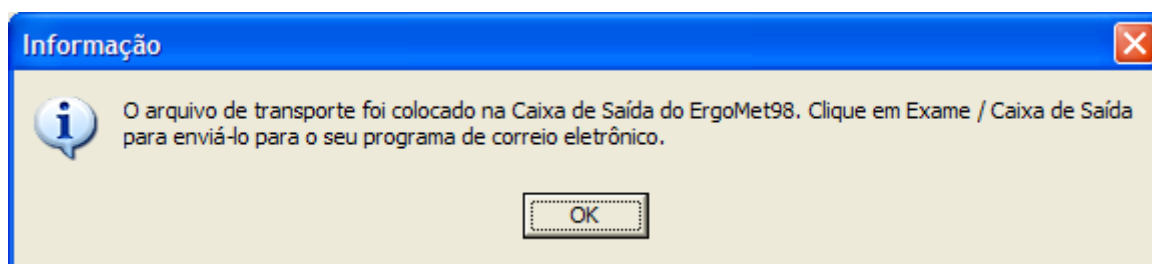 Informação
O arquivo de transporte foi colocado na Caixa de Saída do ErgoMet98. Clique em Exame / Caixa de Saída
para enviá-lo para o seu programa de correio eletrônico.
OK